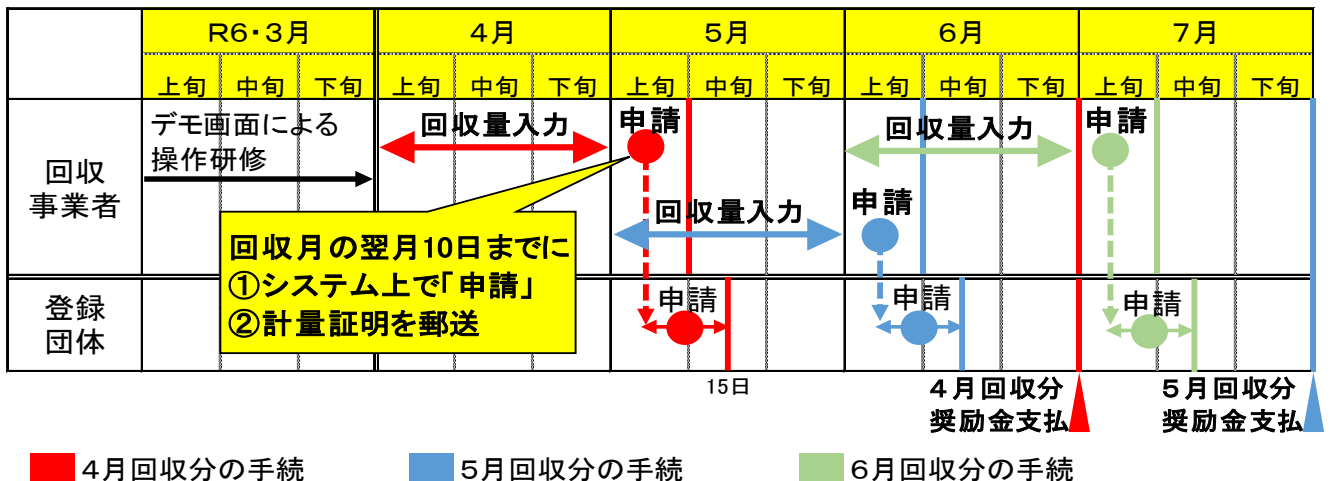 R6・3月 4月 5月 6月 7月
上旬 中旬 下旬 上旬 中旬 下旬 上旬 中旬 下旬 上旬 中旬 下旬 上旬 中旬 下旬
回収
事業者
デモ画面による
操作研修
回収量入力
申請
回収量入力
申請
回収量入力
申請
回収月の翌月10日までに
①システム上で「申請」
②計量証明を郵送
登録
団体
申請
申請
申請
15日
4月回収分
奨励金支払
5月回収分
奨励金支払
4月回収分の手続 5月回収分の手続 6月回収分の手続